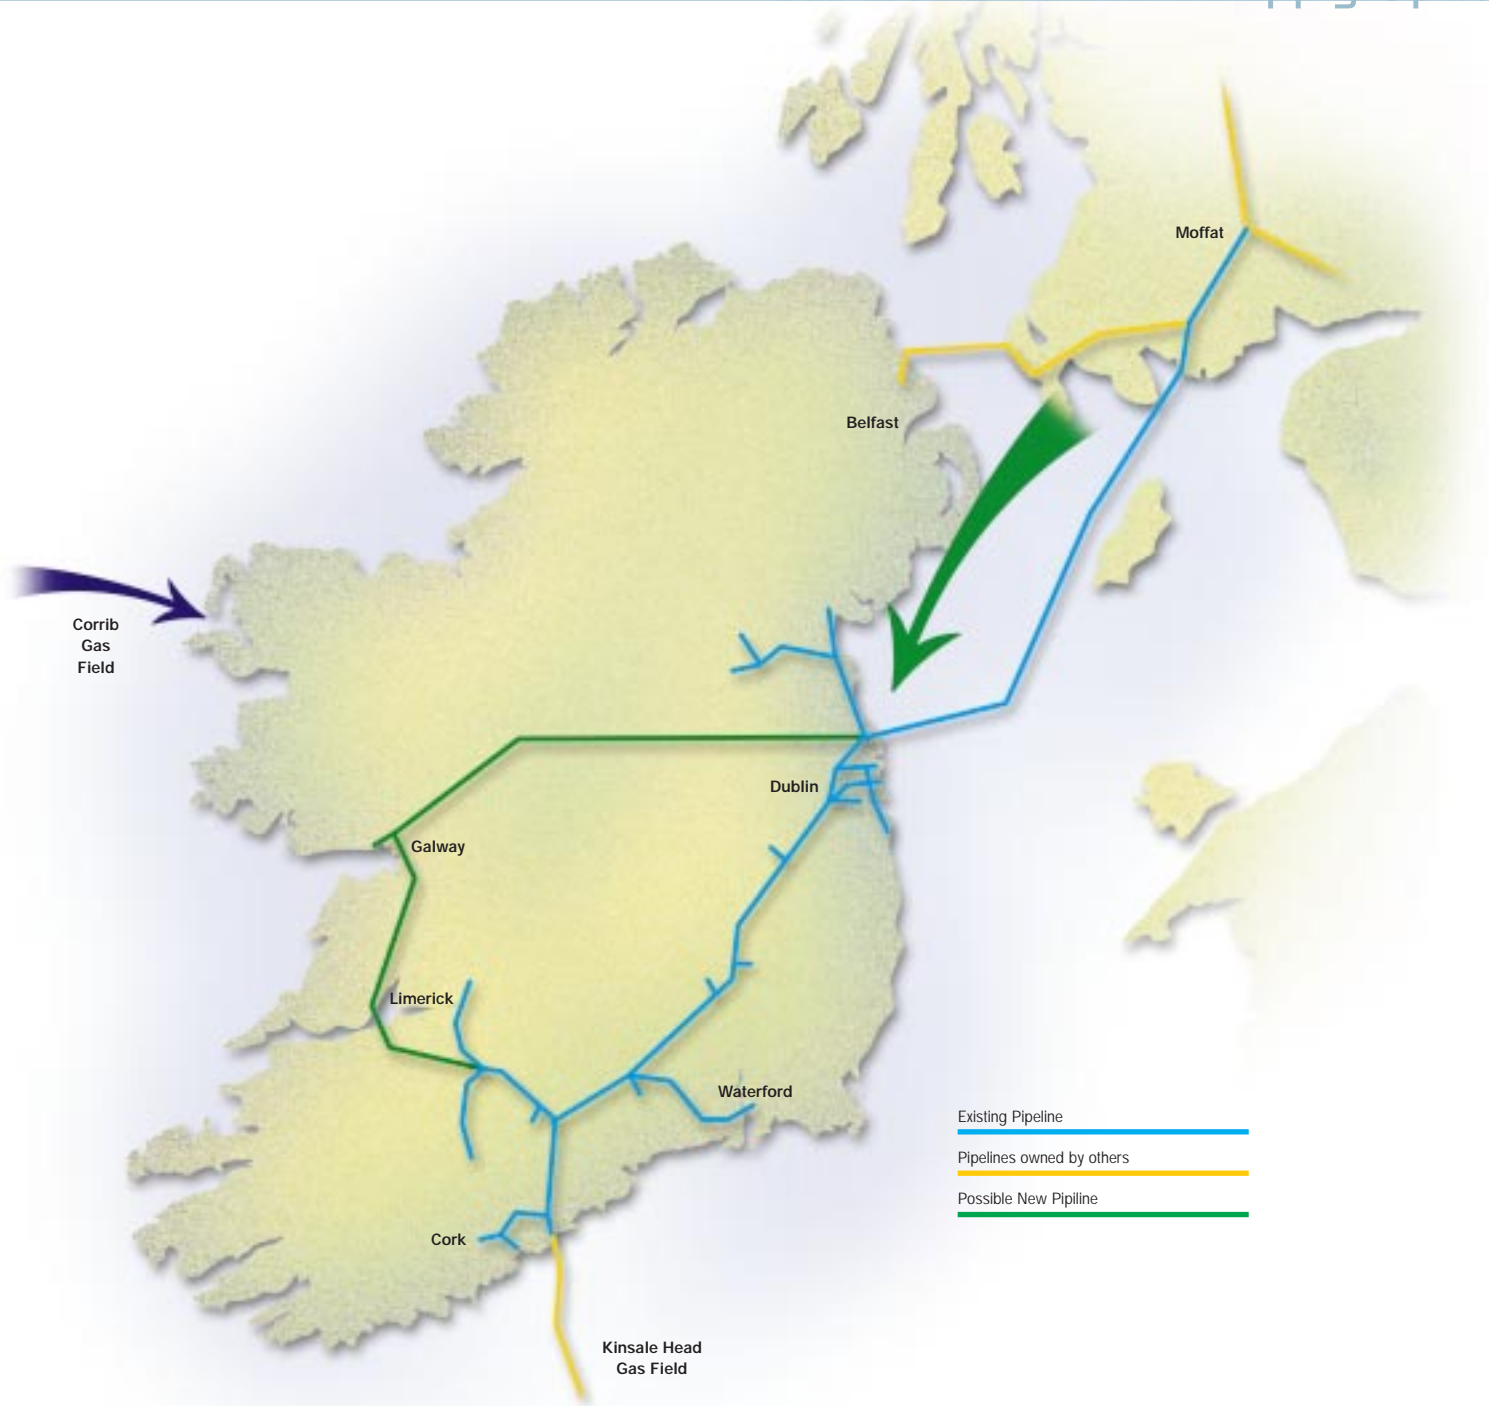 Moffat
Belfast
Corrib
Gas
Field
Dublin
Galway
Limerick
Waterford
Existing Pipeline
Pipelines owned by others
Possible New Pipiline
Cork
Kinsale Head
Gas Field